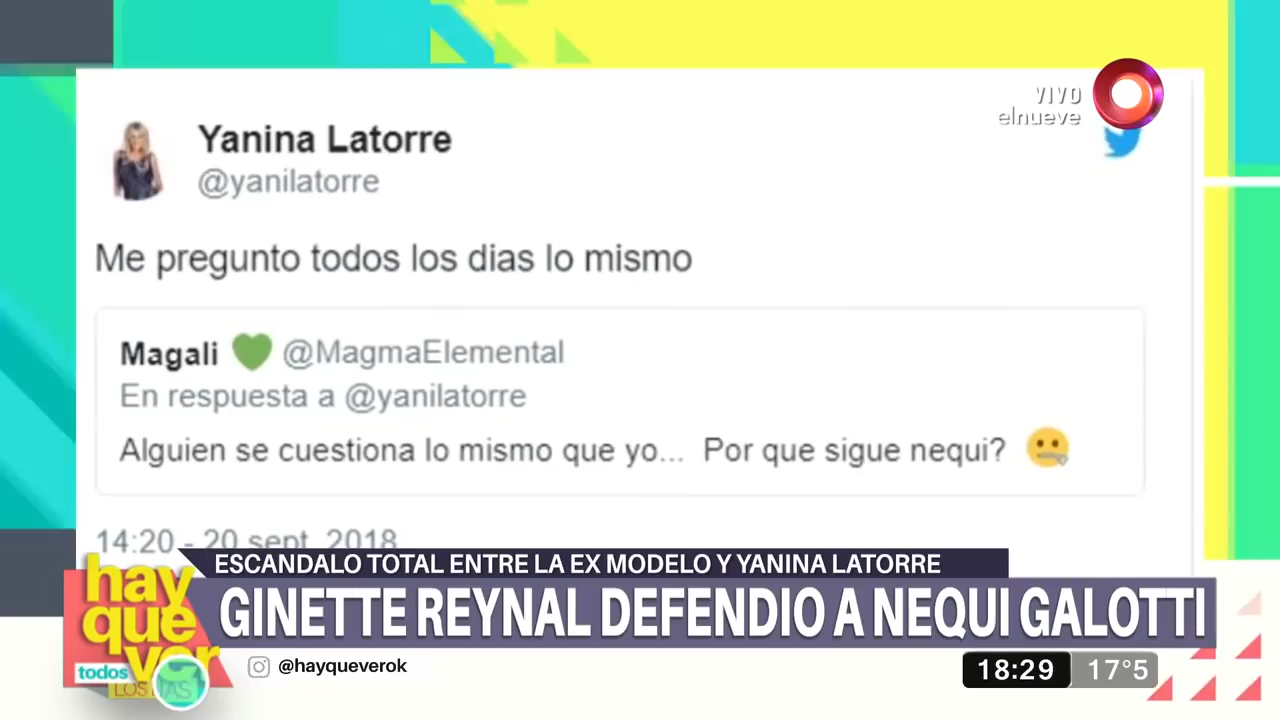 VIVO
elnueve
Yanina Latorre
@yanilatorre
Me pregunto todos los dias lo mismo
Magali 💚 @MagmaElemental
En respuesta a @yanilatorre
Alguien se cuestiona lo mismo que yo... Por que sigue nequi? 🤐
14:20 - 20 sept. 2018
ESCANDALO TOTAL ENTRE LA EX MODELO Y YANINA LATORRE
GINETTE REYNAL DEFENDIO A NEQUI GALOTTI
hay
que
ver
todos
LOS DIAS
@hayqueverok
18:29 17°5